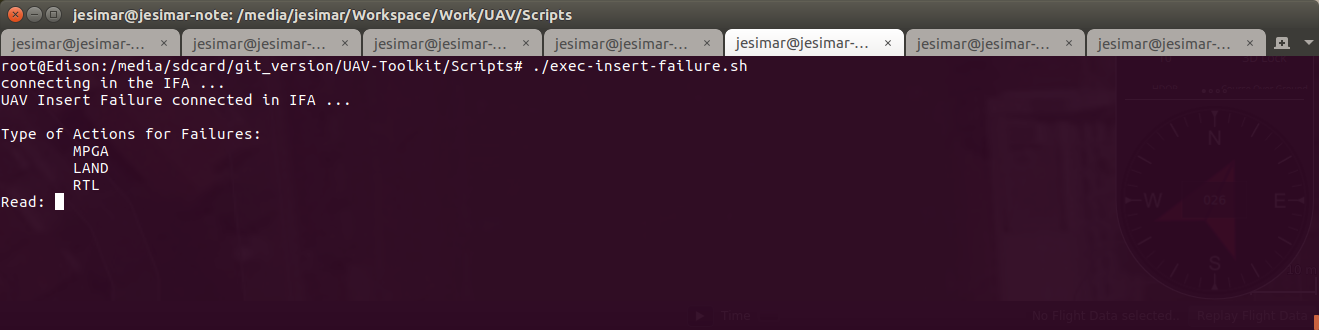 jesimar@jesimar-note: /media/jesimar/Workspace/Work/UAV/Scripts
jesimar@jesimar-... × jesimar@jesimar-... × jesimar@jesimar-... × jesimar@jesimar-... × jesimar@jesimar-... × jesimar@jesimar-... × jesimar@jesimar-... ×
root@Edison:/media/sdcard/git_version/UAV-Toolkit/Scripts# ./exec-insert-failure.sh
connecting in the IFA ...
UAV Insert Failure connected in IFA ...
Type of Actions for Failures:
MPGA
LAND
RTL
Read:
N
W 026 E
S
10 m
Time No Flight Data selected... Replay Flight Data